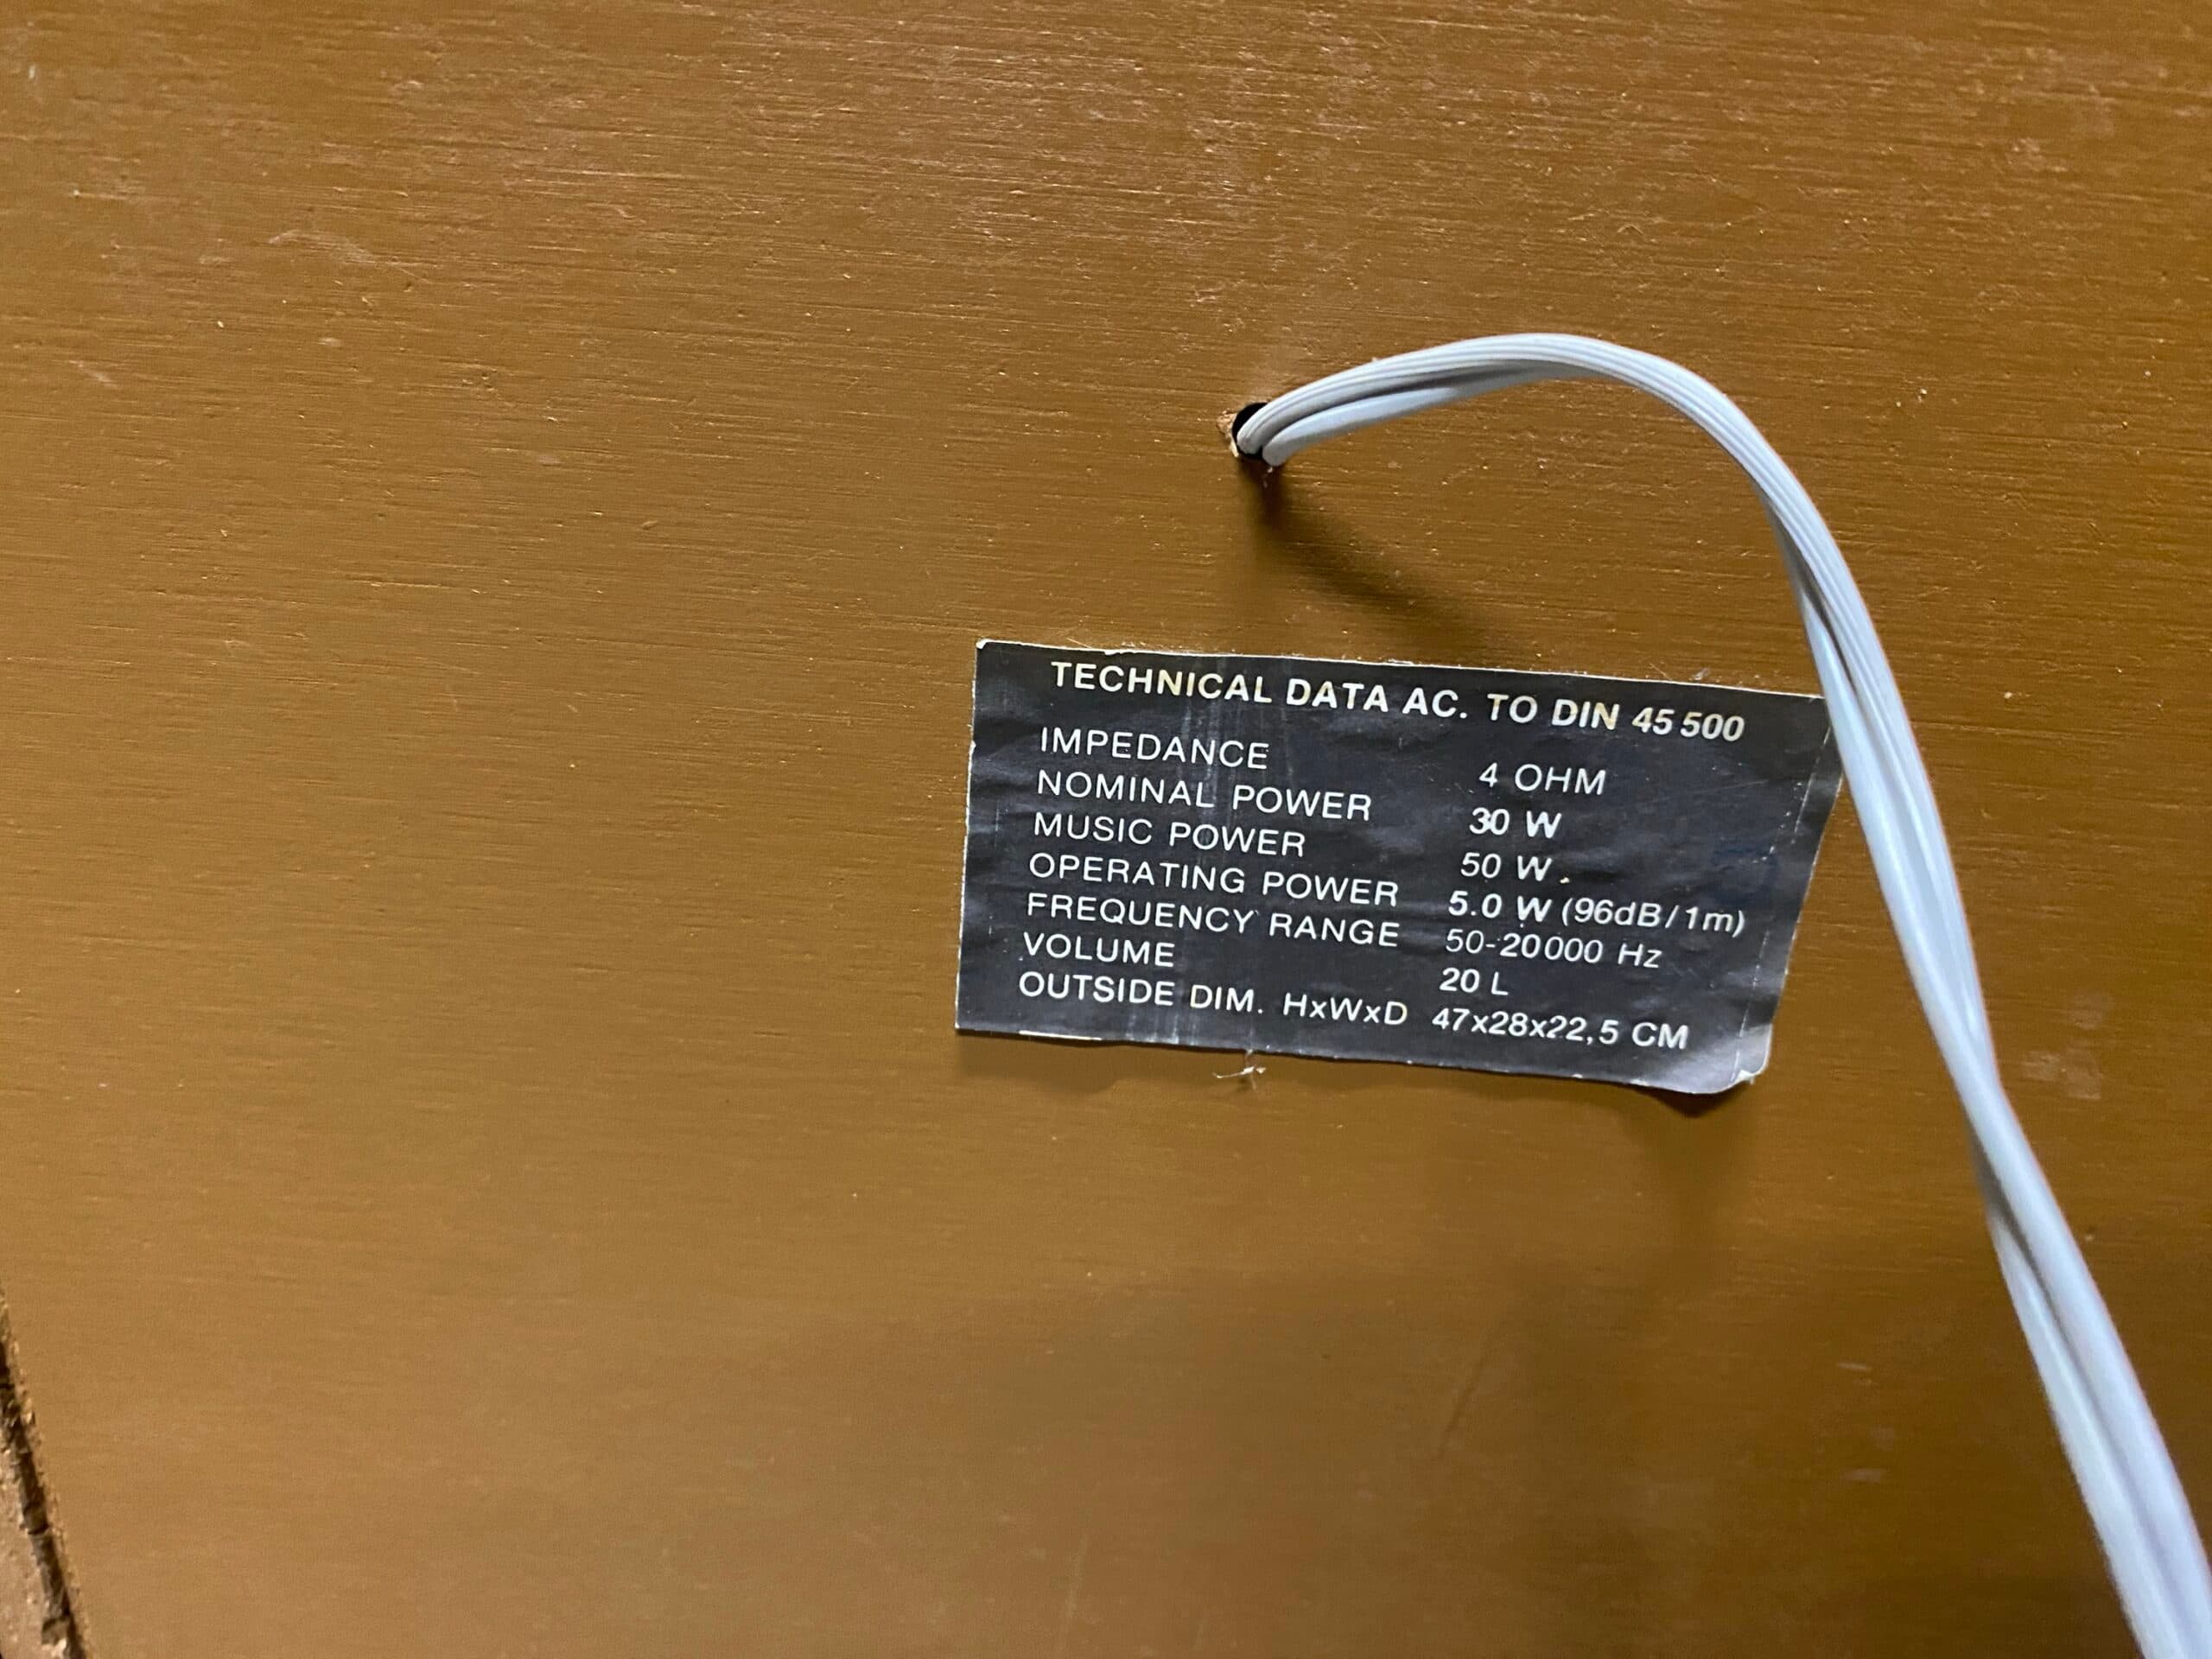 TECHNICAL DATA AC. TO DIN 45 500
IMPEDANCE 4 OHM
NOMINAL POWER 30 W
MUSIC POWER 50 W.
OPERATING POWER 5.0 W (96dB/1m)
FREQUENCY RANGE 50-20000 Hz
VOLUME 20 L
OUTSIDE DIM. HxWxD 47x28x22,5 CM